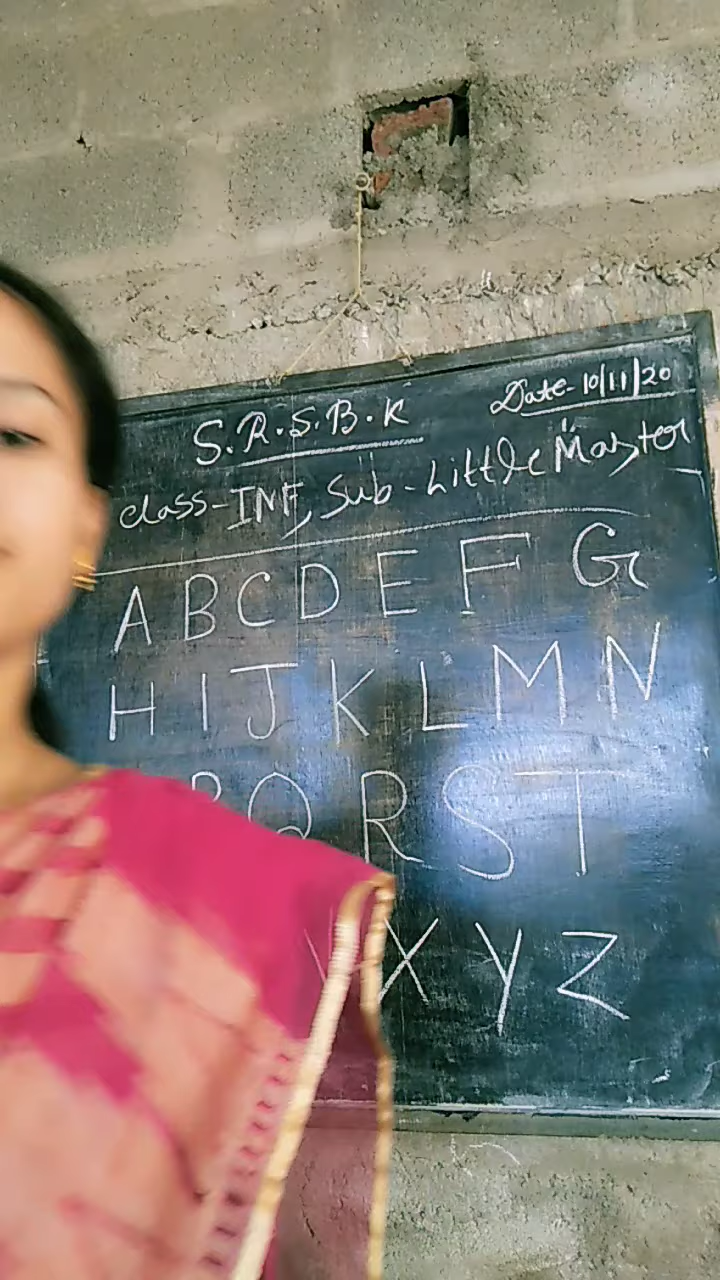 S.R.S.B.K
Date-10/11/20
Class-INF, Sub-Little Master
A B C D E F G
H I J K L M N
P Q R S T
X Y Z